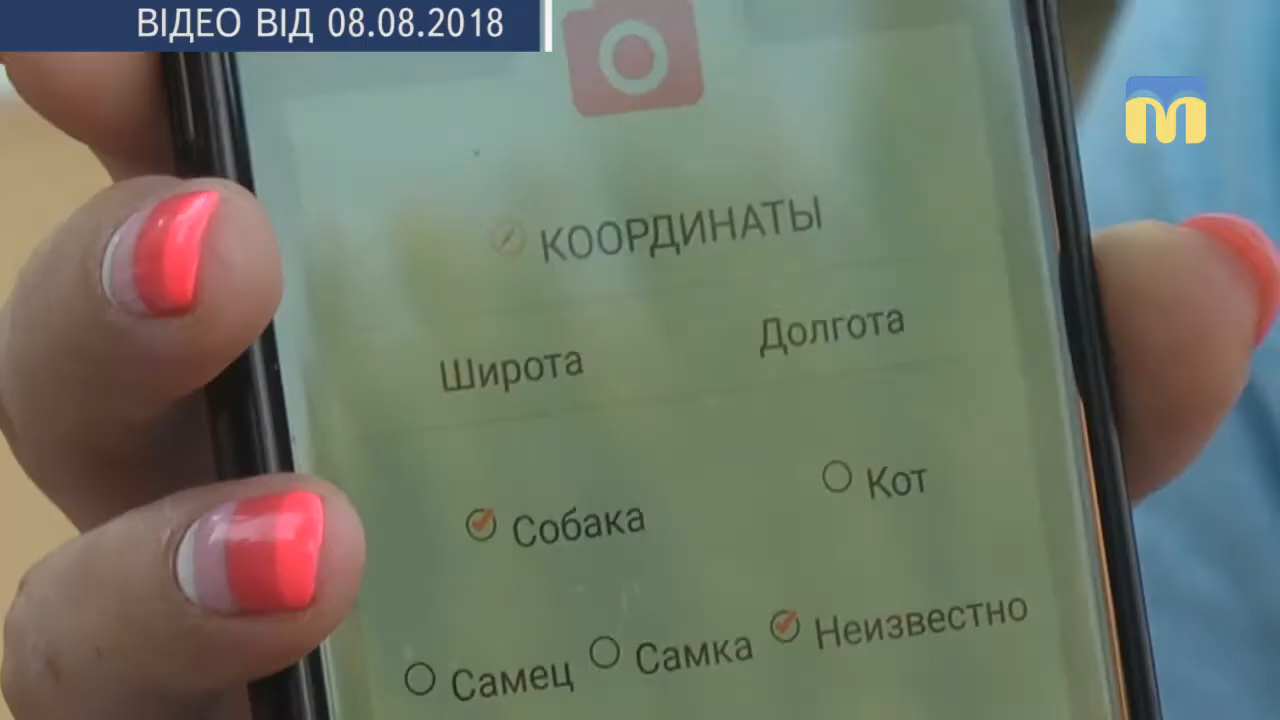 ВІДЕО ВІД 08.08.2018
КООРДИНАТЫ
Широта Долгота
Собака Кот
Самец Самка Неизвестно